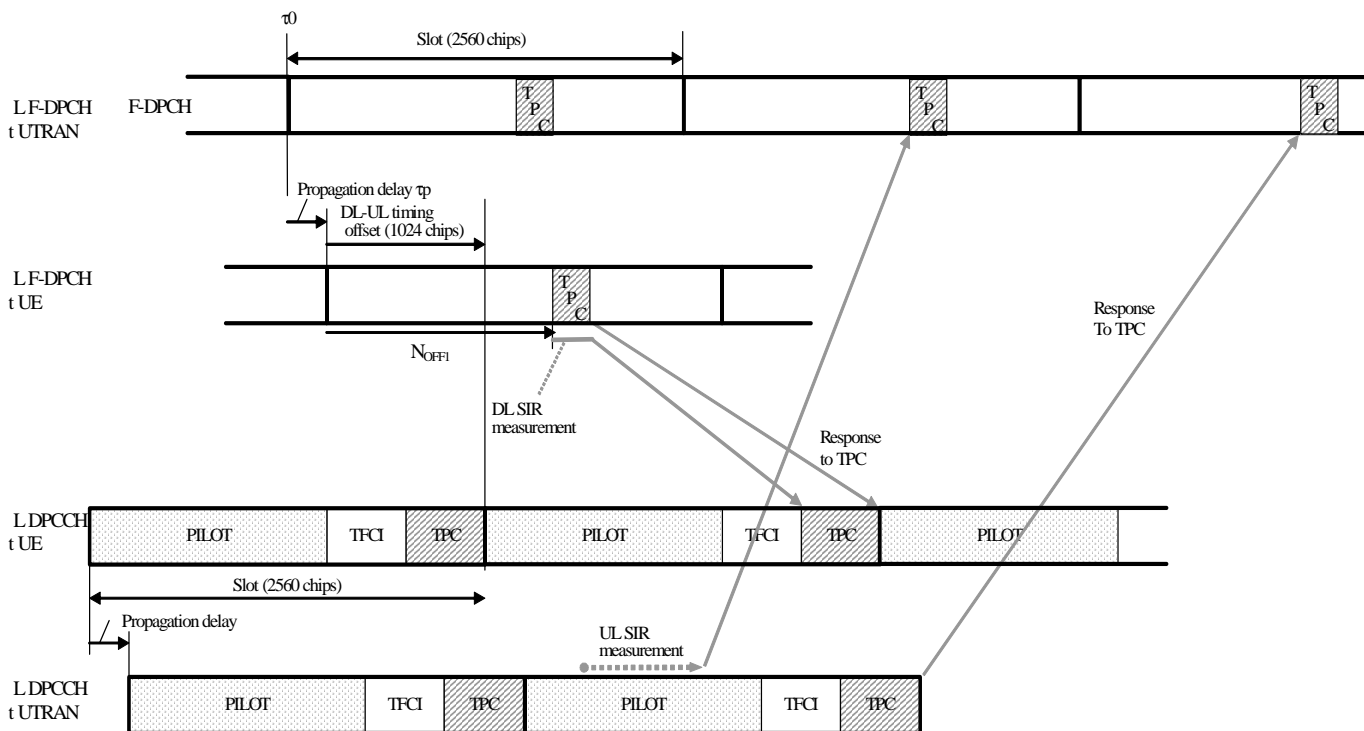 τ0
Slot (2560 chips)
L F-DPCH
t UTRAN
F-DPCH
T
P
C
T
P
C
T
P
C
Propagation delay τp
DL-UL timing
offset (1024 chips)
L F-DPCH
t UE
T
P
C
NOFF1
DL SIR
measurement
Response
To TPC
Response
to TPC
L DPCCH
t UE
PILOT
TFCI
TPC
PILOT
TFCI
TPC
PILOT
Slot (2560 chips)
Propagation delay
UL SIR
measurement
L DPCCH
t UTRAN
PILOT
TFCI
TPC
PILOT
TFCI
TPC